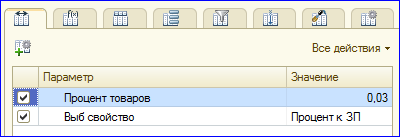 f(x)
Все действия
Параметр Значение
Процент товаров 0,03
Выб свойство Процент к ЗП